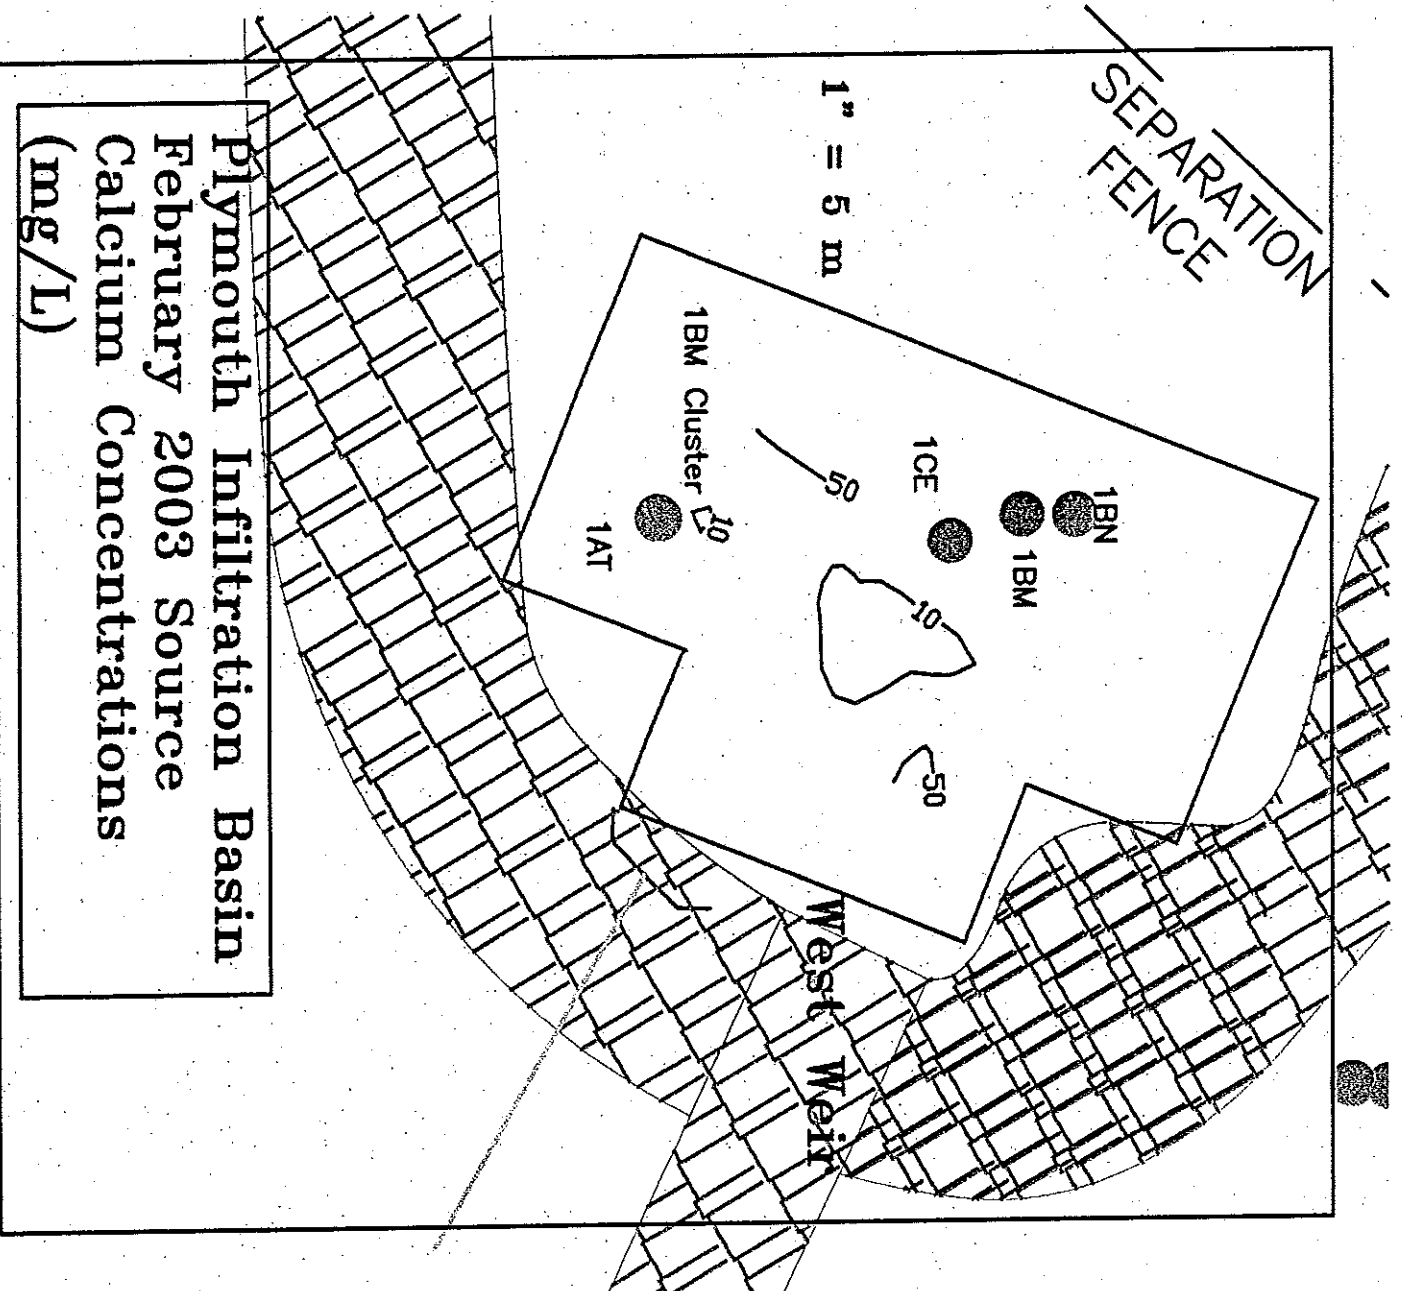 SEPARATION
FENCE
1" = 5 m
1BN
1BM
1CE
50
10
50
1BM Cluster
10
1AT
West Weir
Plymouth Infiltration Basin
February 2003 Source
Calcium Concentrations
(mg/L)